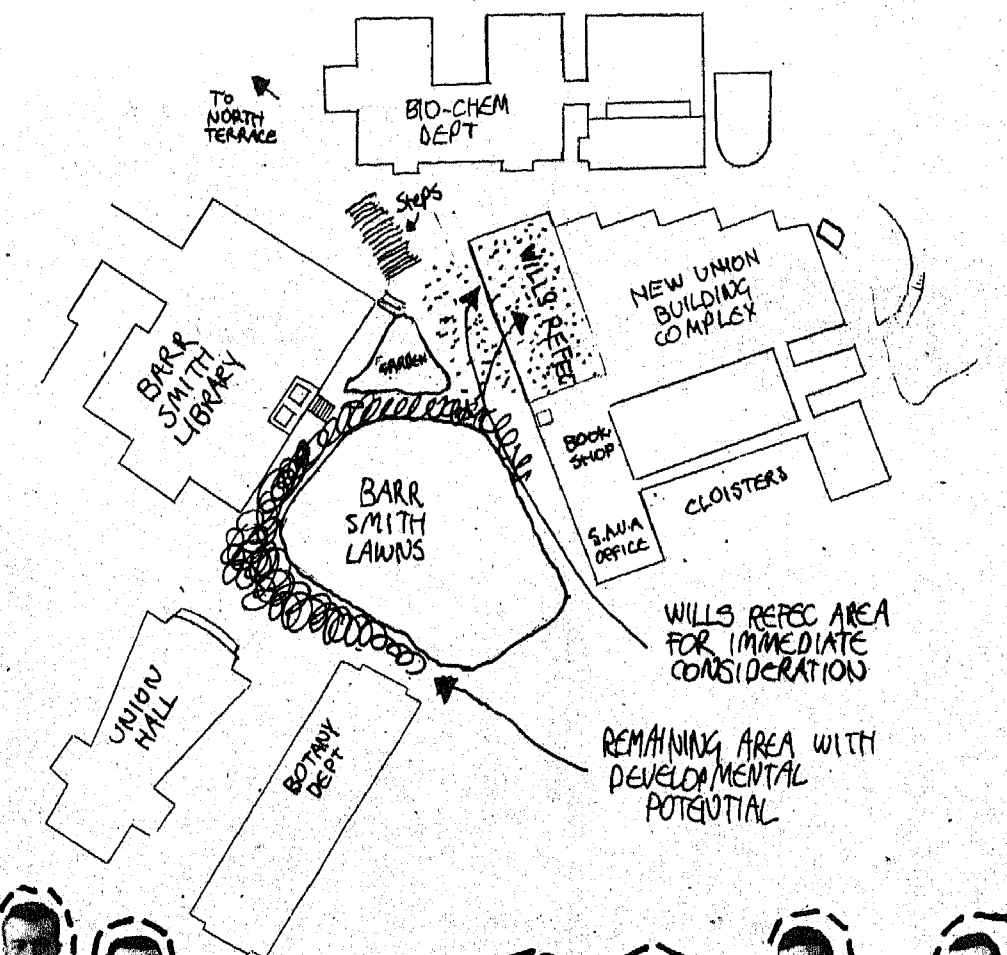 TO
NORTH
TERRACE
BIO-CHEM
DEPT
Steps
WILLS REFEC
NEW UNION
BUILDING
COMPLEX
BARR
SMITH
LIBRARY
GARDEN
BOOK
SHOP
CLOISTERS
S.A.U.A
OFFICE
BARR
SMITH
LAWNS
WILLS REFEC AREA
FOR IMMEDIATE
CONSIDERATION
UNION
HALL
BOTANY
DEPT
REMAINING AREA WITH
DEVELOPMENTAL
POTENTIAL